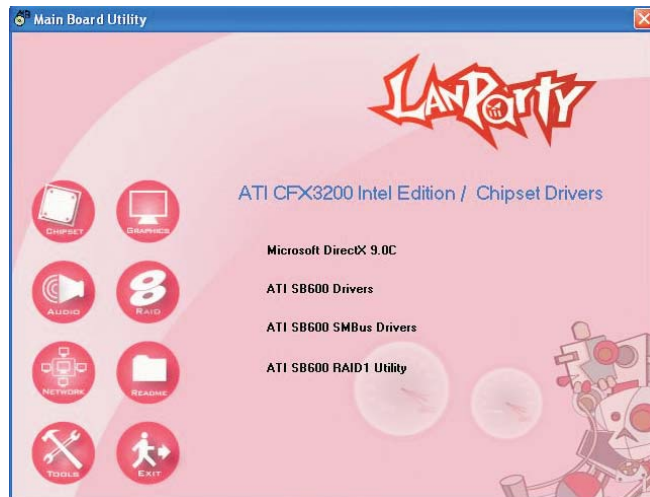 Main Board Utility
LANPARTY
ATI CFX3200 Intel Edition / Chipset Drivers
CHIPSET
GRAPHICS
Microsoft DirectX 9.0C
ATI SB600 Drivers
AUDIO
RAID
ATI SB600 SMBus Drivers
ATI SB600 RAID1 Utility
NETWORK
README
TOOLS
EXIT